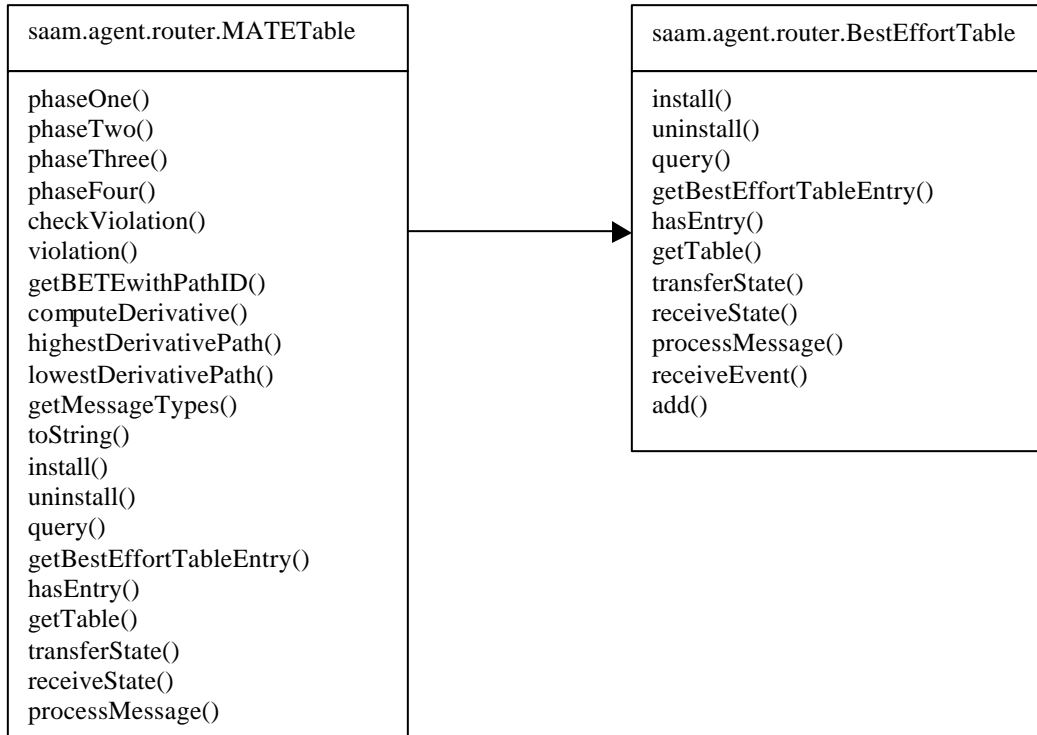 saam.agent.router.MATETable
phaseOne()
phaseTwo()
phaseThree()
phaseFour()
checkViolation()
violation()
getBETEwithPathID()
computeDerivative()
highestDerivativePath()
lowestDerivativePath()
getMessageTypes()
toString()
install()
uninstall()
query()
getBestEffortTableEntry()
hasEntry()
getTable()
transferState()
receiveState()
processMessage()
saam.agent.router.BestEffortTable
install()
uninstall()
query()
getBestEffortTableEntry()
hasEntry()
getTable()
transferState()
receiveState()
processMessage()
receiveEvent()
add()